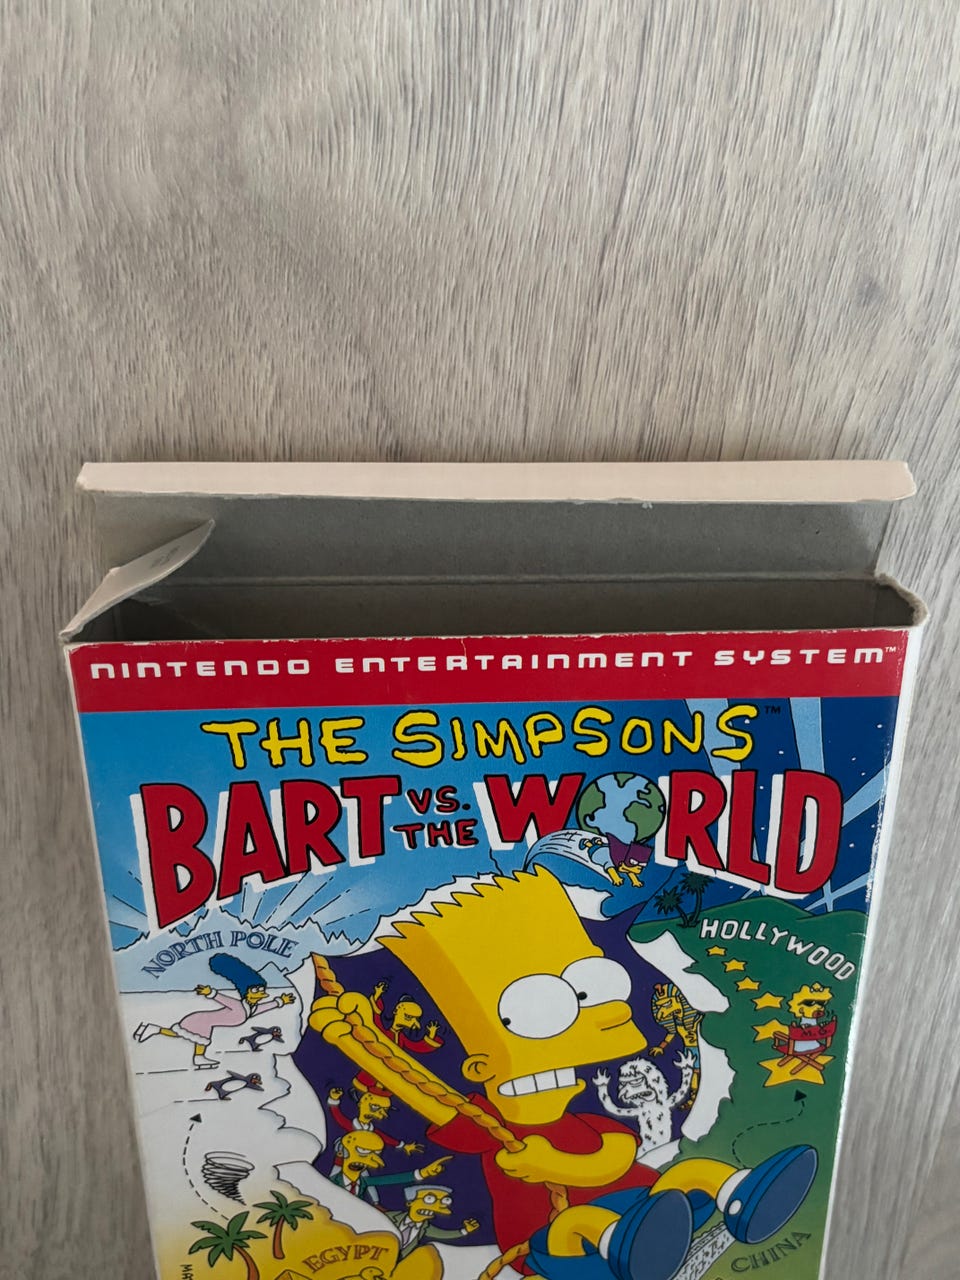 NINTENDO ENTERTAINMENT SYSTEM™
THE SIMPSONS™
BART VS. THE WORLD
NORTH POLE
HOLLYWOOD
M.G.
EGYPT
CHINA